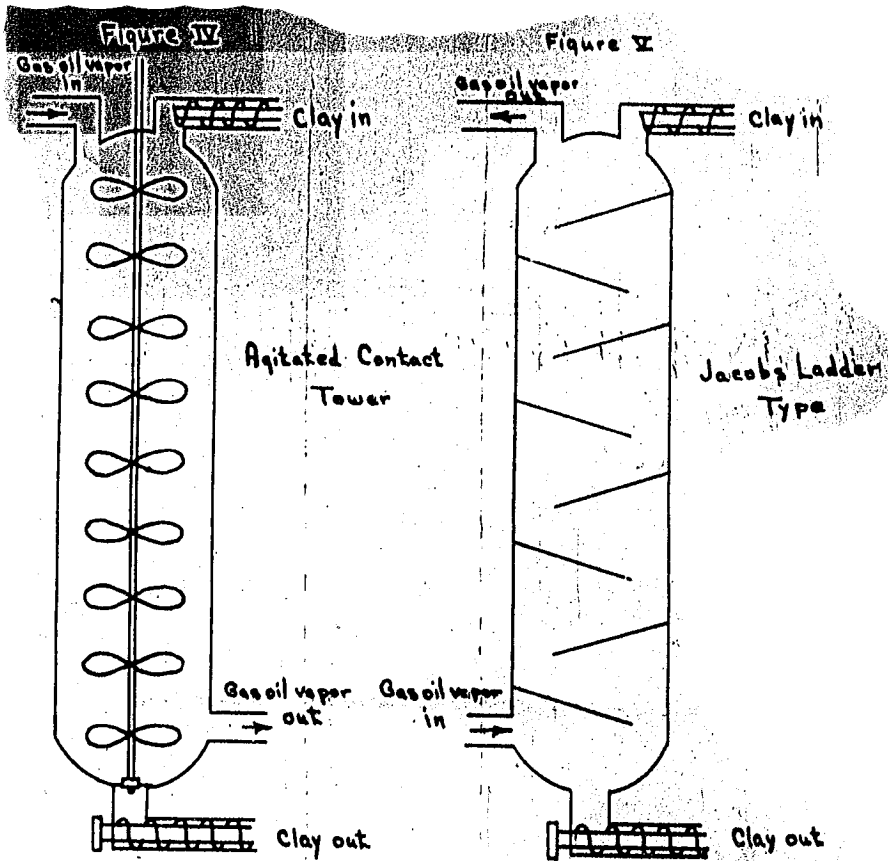 Figure IV
Gas oil vapor
in
Clay in
Agitated Contact
Tower
Gas oil vapor
out
Clay out
Figure V
Gas oil vapor
out
Clay in
Jacobs Ladder
Type
Gas oil vapor
in
Clay out